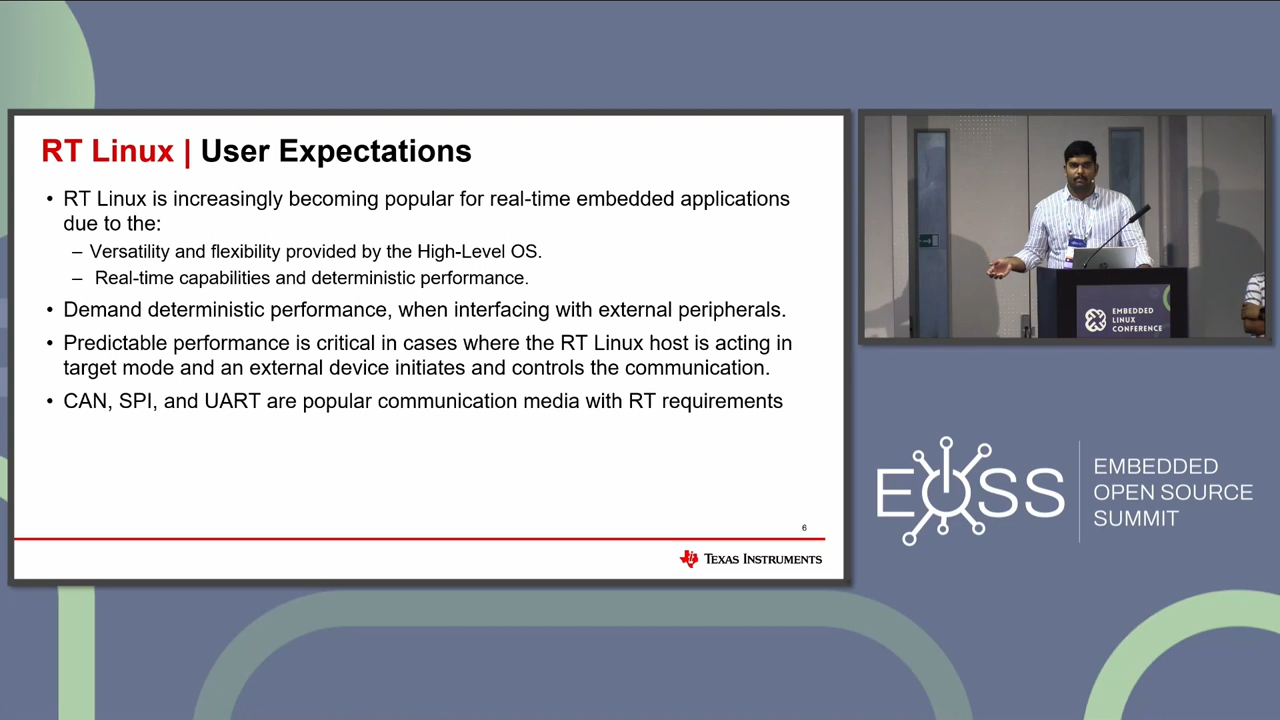 RT Linux | User Expectations
• RT Linux is increasingly becoming popular for real-time embedded applications
due to the:
– Versatility and flexibility provided by the High-Level OS.
– Real-time capabilities and deterministic performance.
• Demand deterministic performance, when interfacing with external peripherals.
• Predictable performance is critical in cases where the RT Linux host is acting in
target mode and an external device initiates and controls the communication.
• CAN, SPI, and UART are popular communication media with RT requirements
6
TEXAS INSTRUMENTS
EMBEDDED
LINUX
CONFERENCE
EOSS
EMBEDDED
OPEN SOURCE
SUMMIT